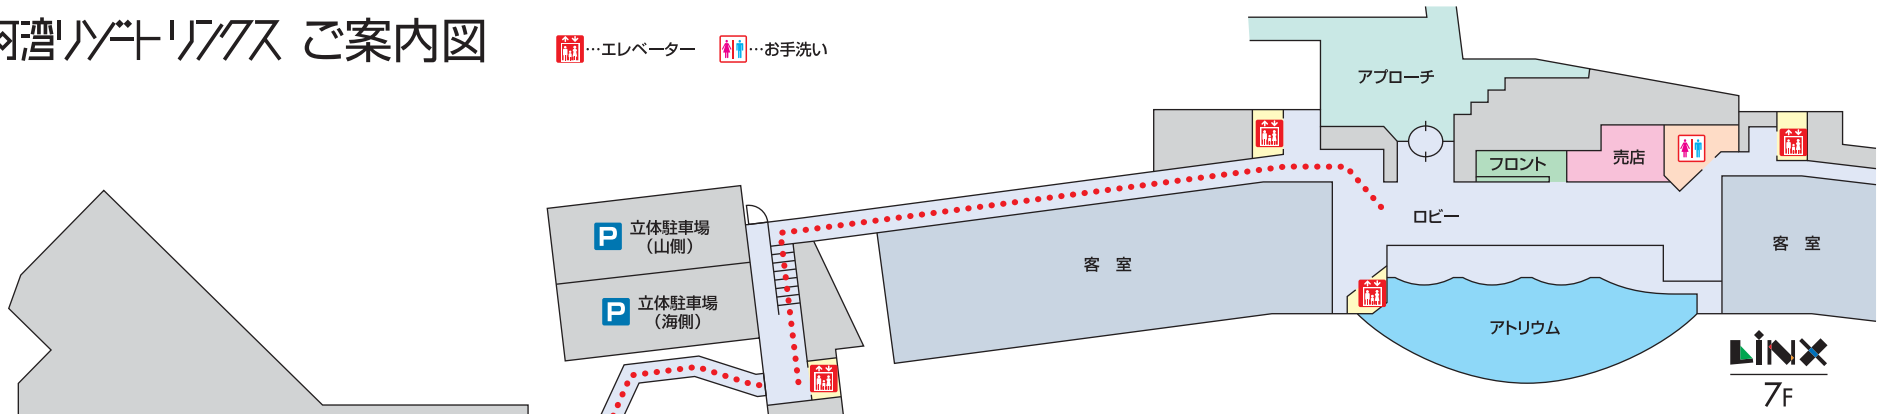 湾リゾートリンクス ご案内図
…エレベーター
…お手洗い
アプローチ
フロント
売店
ロビー
P 立体駐車場
（山側）
P 立体駐車場
（海側）
客 室
客 室
アトリウム
LiNX
7F